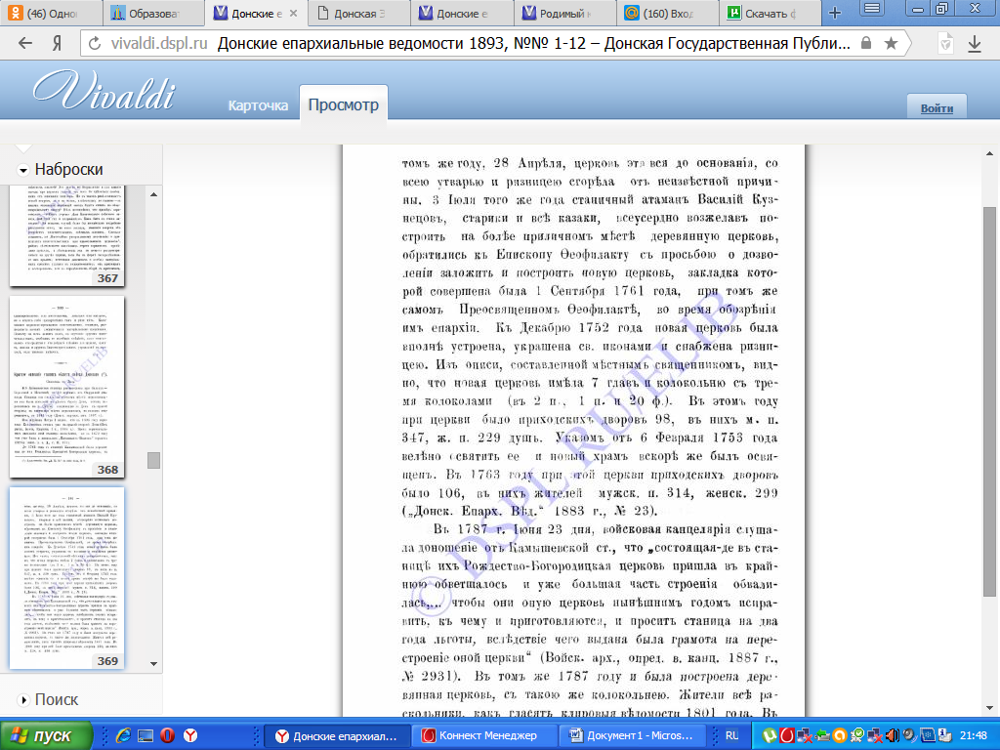 (46) Одно
Образоват
Донские е
Донская Э
Донские е
Родимый к
(160) Вход
Скачать ф
Я
vivaldi.dspl.ru Донские епархиальные ведомости 1893, №№ 1-12 – Донская Государственная Публи...
Vivaldi
Карточка
Просмотр
Войти
Наброски
367
368
369
Поиск
томъ же году, 28 Апрѣля, церковь эта вся до основанія, со
всею утварью и ризницею сгорѣла отъ неизвѣстной причи-
ны. 3 Іюля того же года станичный атаманъ Василій Куз-
нецовъ, старики и всѣ казаки, всеусердно возжелавъ по-
строить на болѣе приличномъ мѣстѣ деревянную церковь,
обратились къ Епископу Ѳеофилакту съ просьбою о дозво-
леніи заложить и построить новую церковь, закладка кото-
рой совершена была 1 Сентября 1761 года, при томъ же
самомъ Преосвященномъ Ѳеофилактѣ, во время обозрѣнія
имъ епархіи. Къ Декабрю 1752 года новая церковь была
вполнѣ устроена, украшена св. иконами и снабжена ризни-
цею. Изъ описи, составленной мѣстнымъ священникомъ, вид-
но, что новая церковь имѣла 7 главъ и колокольню съ тре-
мя колоколами (въ 2 п., 1 п. и 20 ф.). Въ этомъ году
при церкви было приходскихъ дворовъ 98, въ нихъ м. п.
347, ж. п. 229 душъ. Указомъ отъ 6 Февраля 1753 года
велѣно освятить ее и новый храмъ вскорѣ же былъ освя-
щенъ. Въ 1763 году при этой церкви приходскихъ дворовъ
было 106, въ нихъ жителей мужск. п. 314, женск. 299
(„Донск. Епарх. Вѣд.“ 1883 г., № 23).
Въ 1787 г. Іюня 23 дня, войсковая канцелярія слуша-
ла доношеніе отъ Камышевской ст., что „состоящая-де въ ста-
ницѣ ихъ Рождество-Богородицкая церковь пришла въ край-
нюю обветшалось и уже большая часть строенія обвали-
лась,.. чтобы они оную церковь нынѣшнимъ годомъ испра-
вить, къ чему и приготовляются, и проситъ станица на два
года льготы, вслѣдствіе чего выдана была грамота на пере-
строеніе оной церкви“ (Войск. арх., опред. в. канц. 1887 г.,
№ 2931). Въ томъ же 1787 году и была построена дере-
вянная церковь, съ такою же колокольнею. Жители всѣ ра-
скольники, какъ гласятъ клировыя вѣдомости 1801 года. Въ
© DSPL.RU/ELIB
пуск
Донские епархиал...
Коннект Менеджер
Документ1 - Micros...
RU
21:48